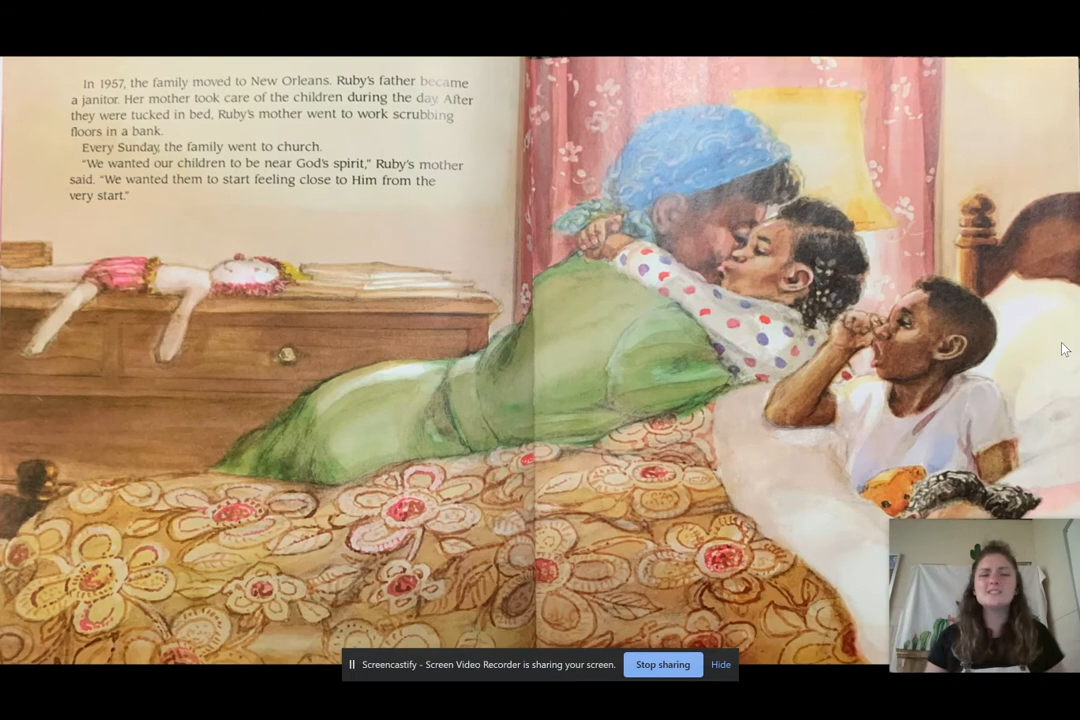 In 1957, the family moved to New Orleans. Ruby's father became
a janitor. Her mother took care of the children during the day. After
they were tucked in bed, Ruby's mother went to work scrubbing
floors in a bank.
Every Sunday, the family went to church.
"We wanted our children to be near God's spirit," Ruby's mother
said. "We wanted them to start feeling close to Him from the
very start."
Screencastify - Screen Video Recorder is sharing your screen.
Stop sharing
Hide